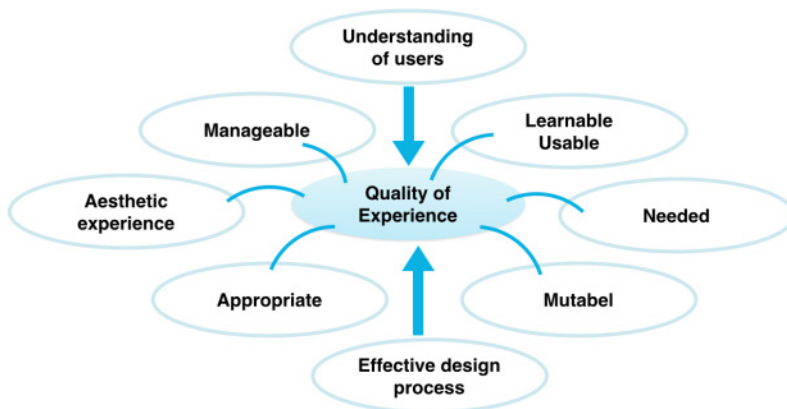 Understanding
of users
Manageable
Learnable
Usable
Aesthetic
experience
Quality of
Experience
Needed
Appropriate
Mutabel
Effective design
process